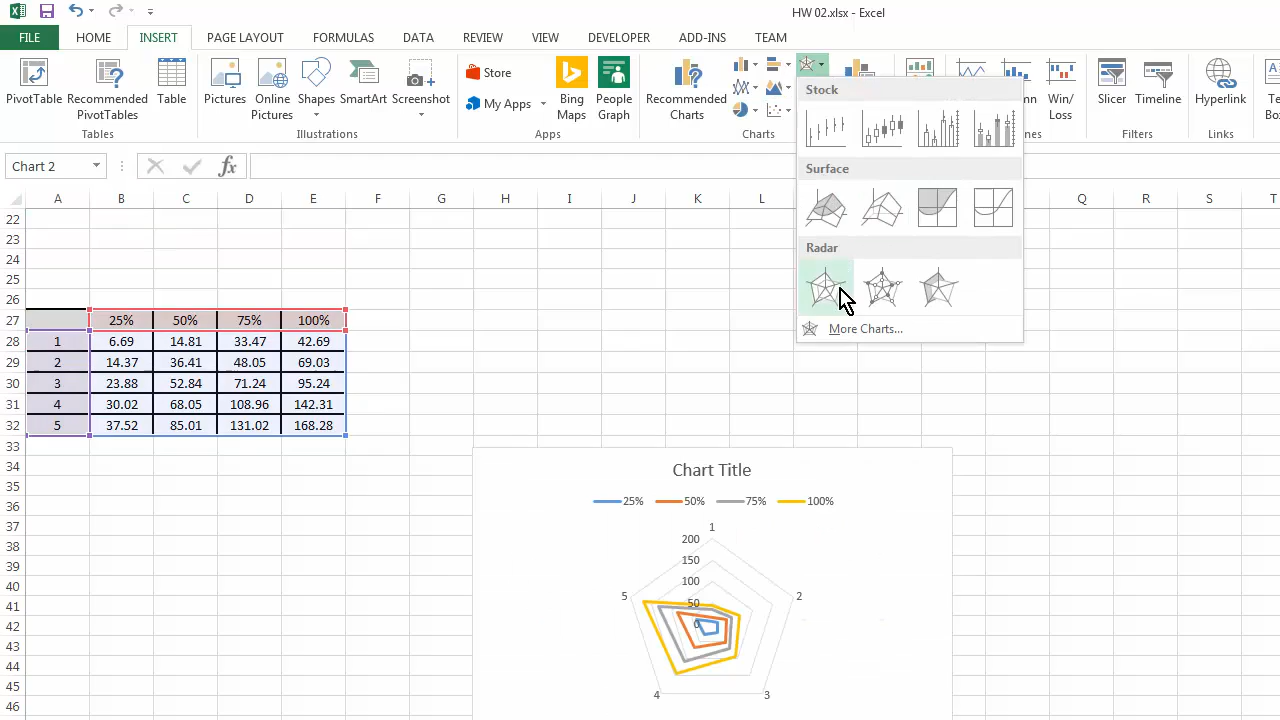 HW 02.xlsx - Excel
FILE HOME INSERT PAGE LAYOUT FORMULAS DATA REVIEW VIEW DEVELOPER ADD-INS TEAM
PivotTable Recommended PivotTables Table
Tables
Pictures Online Pictures Shapes SmartArt Screenshot
Illustrations
Store
My Apps
Bing Maps People Graph
Apps
Recommended Charts
Charts
Win/ Loss
Slicer Timeline
Filters
Hyperlink
Links
Stock
Surface
Radar
More Charts...
Chart 2
fx
A B C D E F G H I J K L Q R S T
22
23
24
25
26
27 25% 50% 75% 100%
28 1 6.69 14.81 33.47 42.69
29 2 14.37 36.41 48.05 69.03
30 3 23.88 52.84 71.24 95.24
31 4 30.02 68.05 108.96 142.31
32 5 37.52 85.01 131.02 168.28
33
34
35
36
37
38
39
40
41
42
43
44
45
46
Chart Title
25% 50% 75% 100%
1
200
150
100
50
0
5 2
4 3